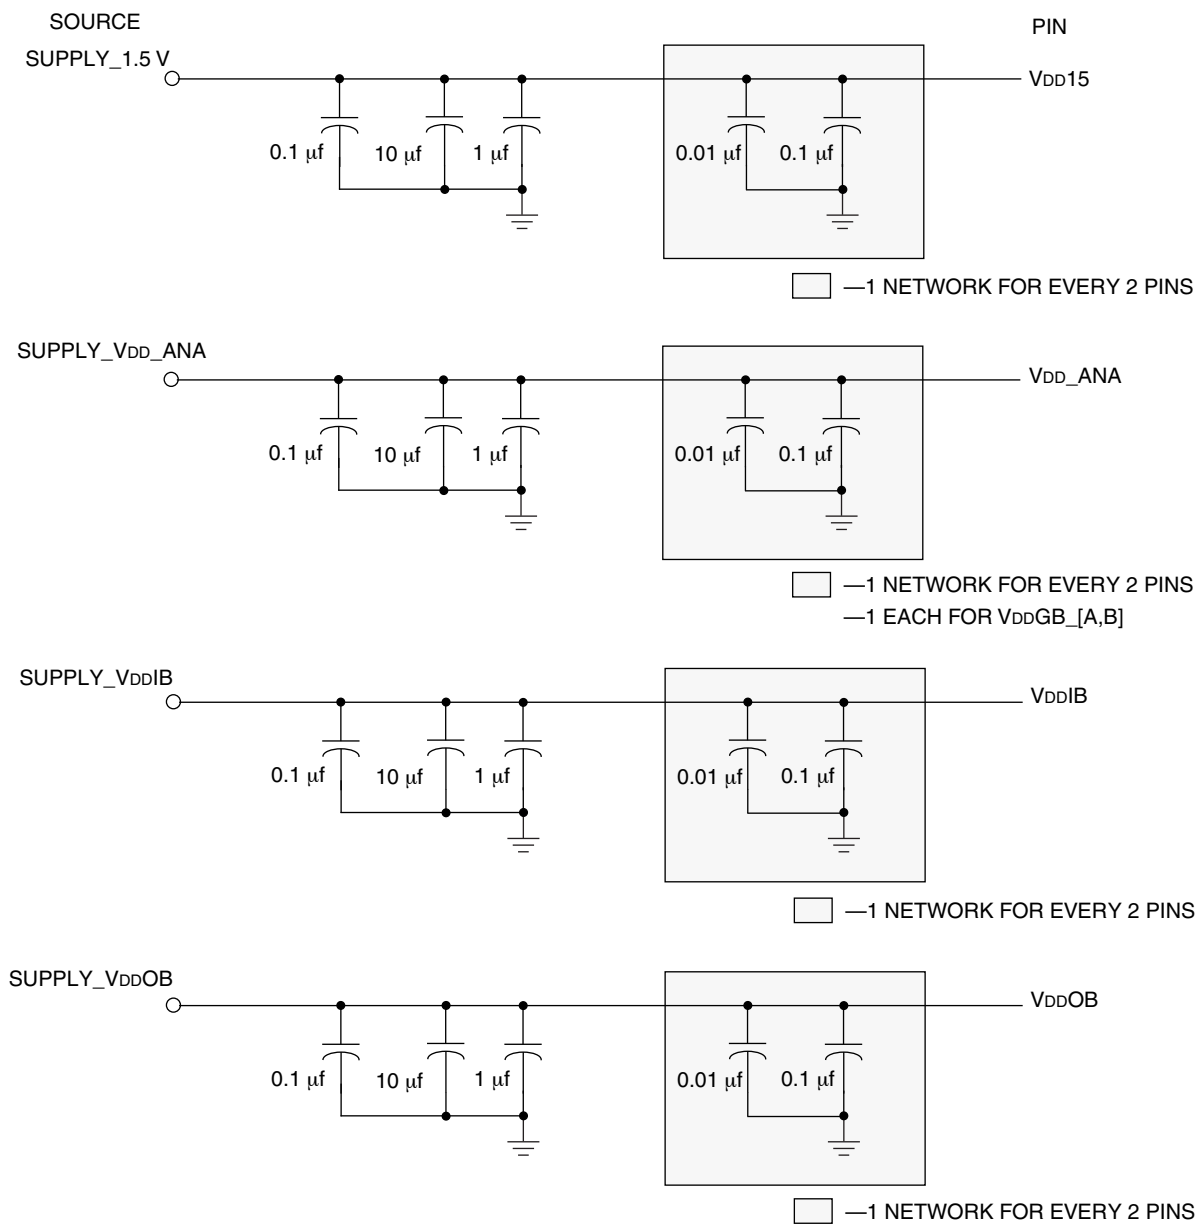 SOURCE
PIN
SUPPLY_1.5 V
VDD15
0.1 μf
10 μf
1 μf
0.01 μf
0.1 μf
—1 NETWORK FOR EVERY 2 PINS
SUPPLY_VDD_ANA
VDD_ANA
0.1 μf
10 μf
1 μf
0.01 μf
0.1 μf
—1 NETWORK FOR EVERY 2 PINS
—1 EACH FOR VDDGB_[A,B]
SUPPLY_VDDIB
VDDIB
0.1 μf
10 μf
1 μf
0.01 μf
0.1 μf
—1 NETWORK FOR EVERY 2 PINS
SUPPLY_VDDOB
VDDOB
0.1 μf
10 μf
1 μf
0.01 μf
0.1 μf
—1 NETWORK FOR EVERY 2 PINS